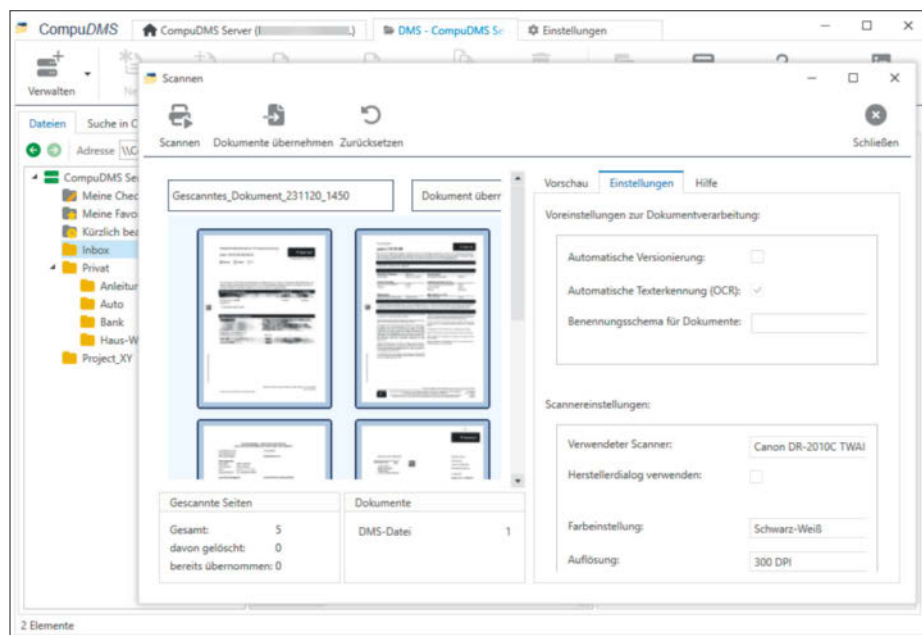 CompuDMS
CompuDMS Server (
.)
DMS - CompuDMS Se
Einstellungen
Verwalten
Ne
Scannen
Scannen
Dokumente übernehmen
Zurücksetzen
Schließen
Dateien
Suche in C
Adresse
\\C
CompuDMS Se
Meine Chec
Meine Favo
Kürzlich bea
Inbox
Privat
Anleitur
Auto
Bank
Haus-W
Project_XY
Gescanntes_Dokument_231120_1450
Dokument überr
Gescannte Seiten
Gesamt: 5
davon gelöscht: 0
bereits übernommen: 0
Dokumente
DMS-Datei 1
Vorschau
Einstellungen
Hilfe
Voreinstellungen zur Dokumentverarbeitung:
Automatische Versionierung:
Automatische Texterkennung (OCR):
Benennungsschema für Dokumente:
Scannereinstellungen:
Verwendeter Scanner: Canon DR-2010C TWAI
Herstellerdialog verwenden:
Farbeinstellung: Schwarz-Weiß
Auflösung: 300 DPI
2 Elemente